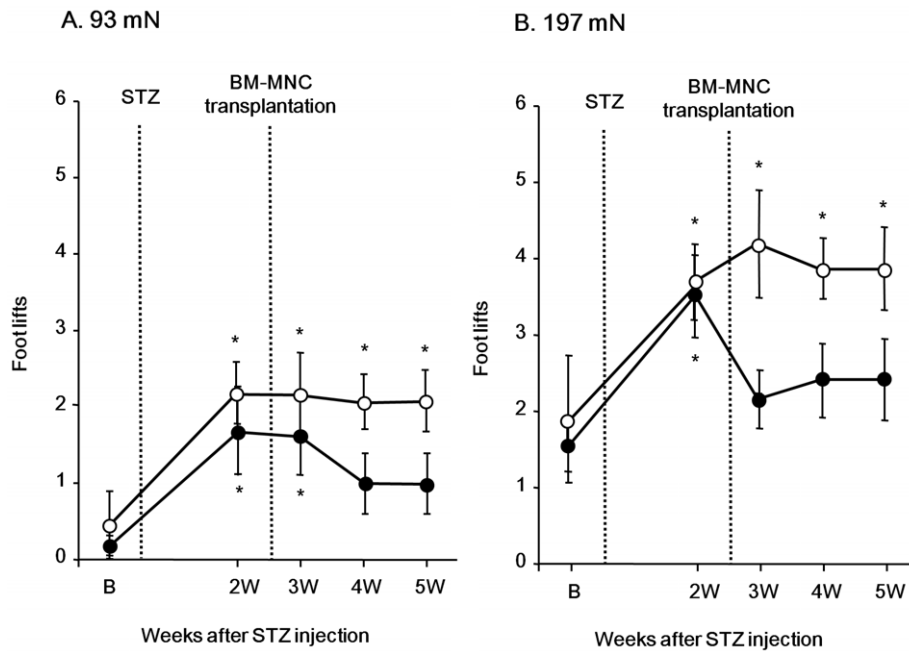 A. 93 mN
STZ
BM-MNC
transplantation
6
5
4
3
2
1
0
Foot lifts
* * * *
* *
B 2W 3W 4W 5W
Weeks after STZ injection
B. 197 mN
STZ
BM-MNC
transplantation
6
5
4
3
2
1
0
Foot lifts
* * * *
*
B 2W 3W 4W 5W
Weeks after STZ injection